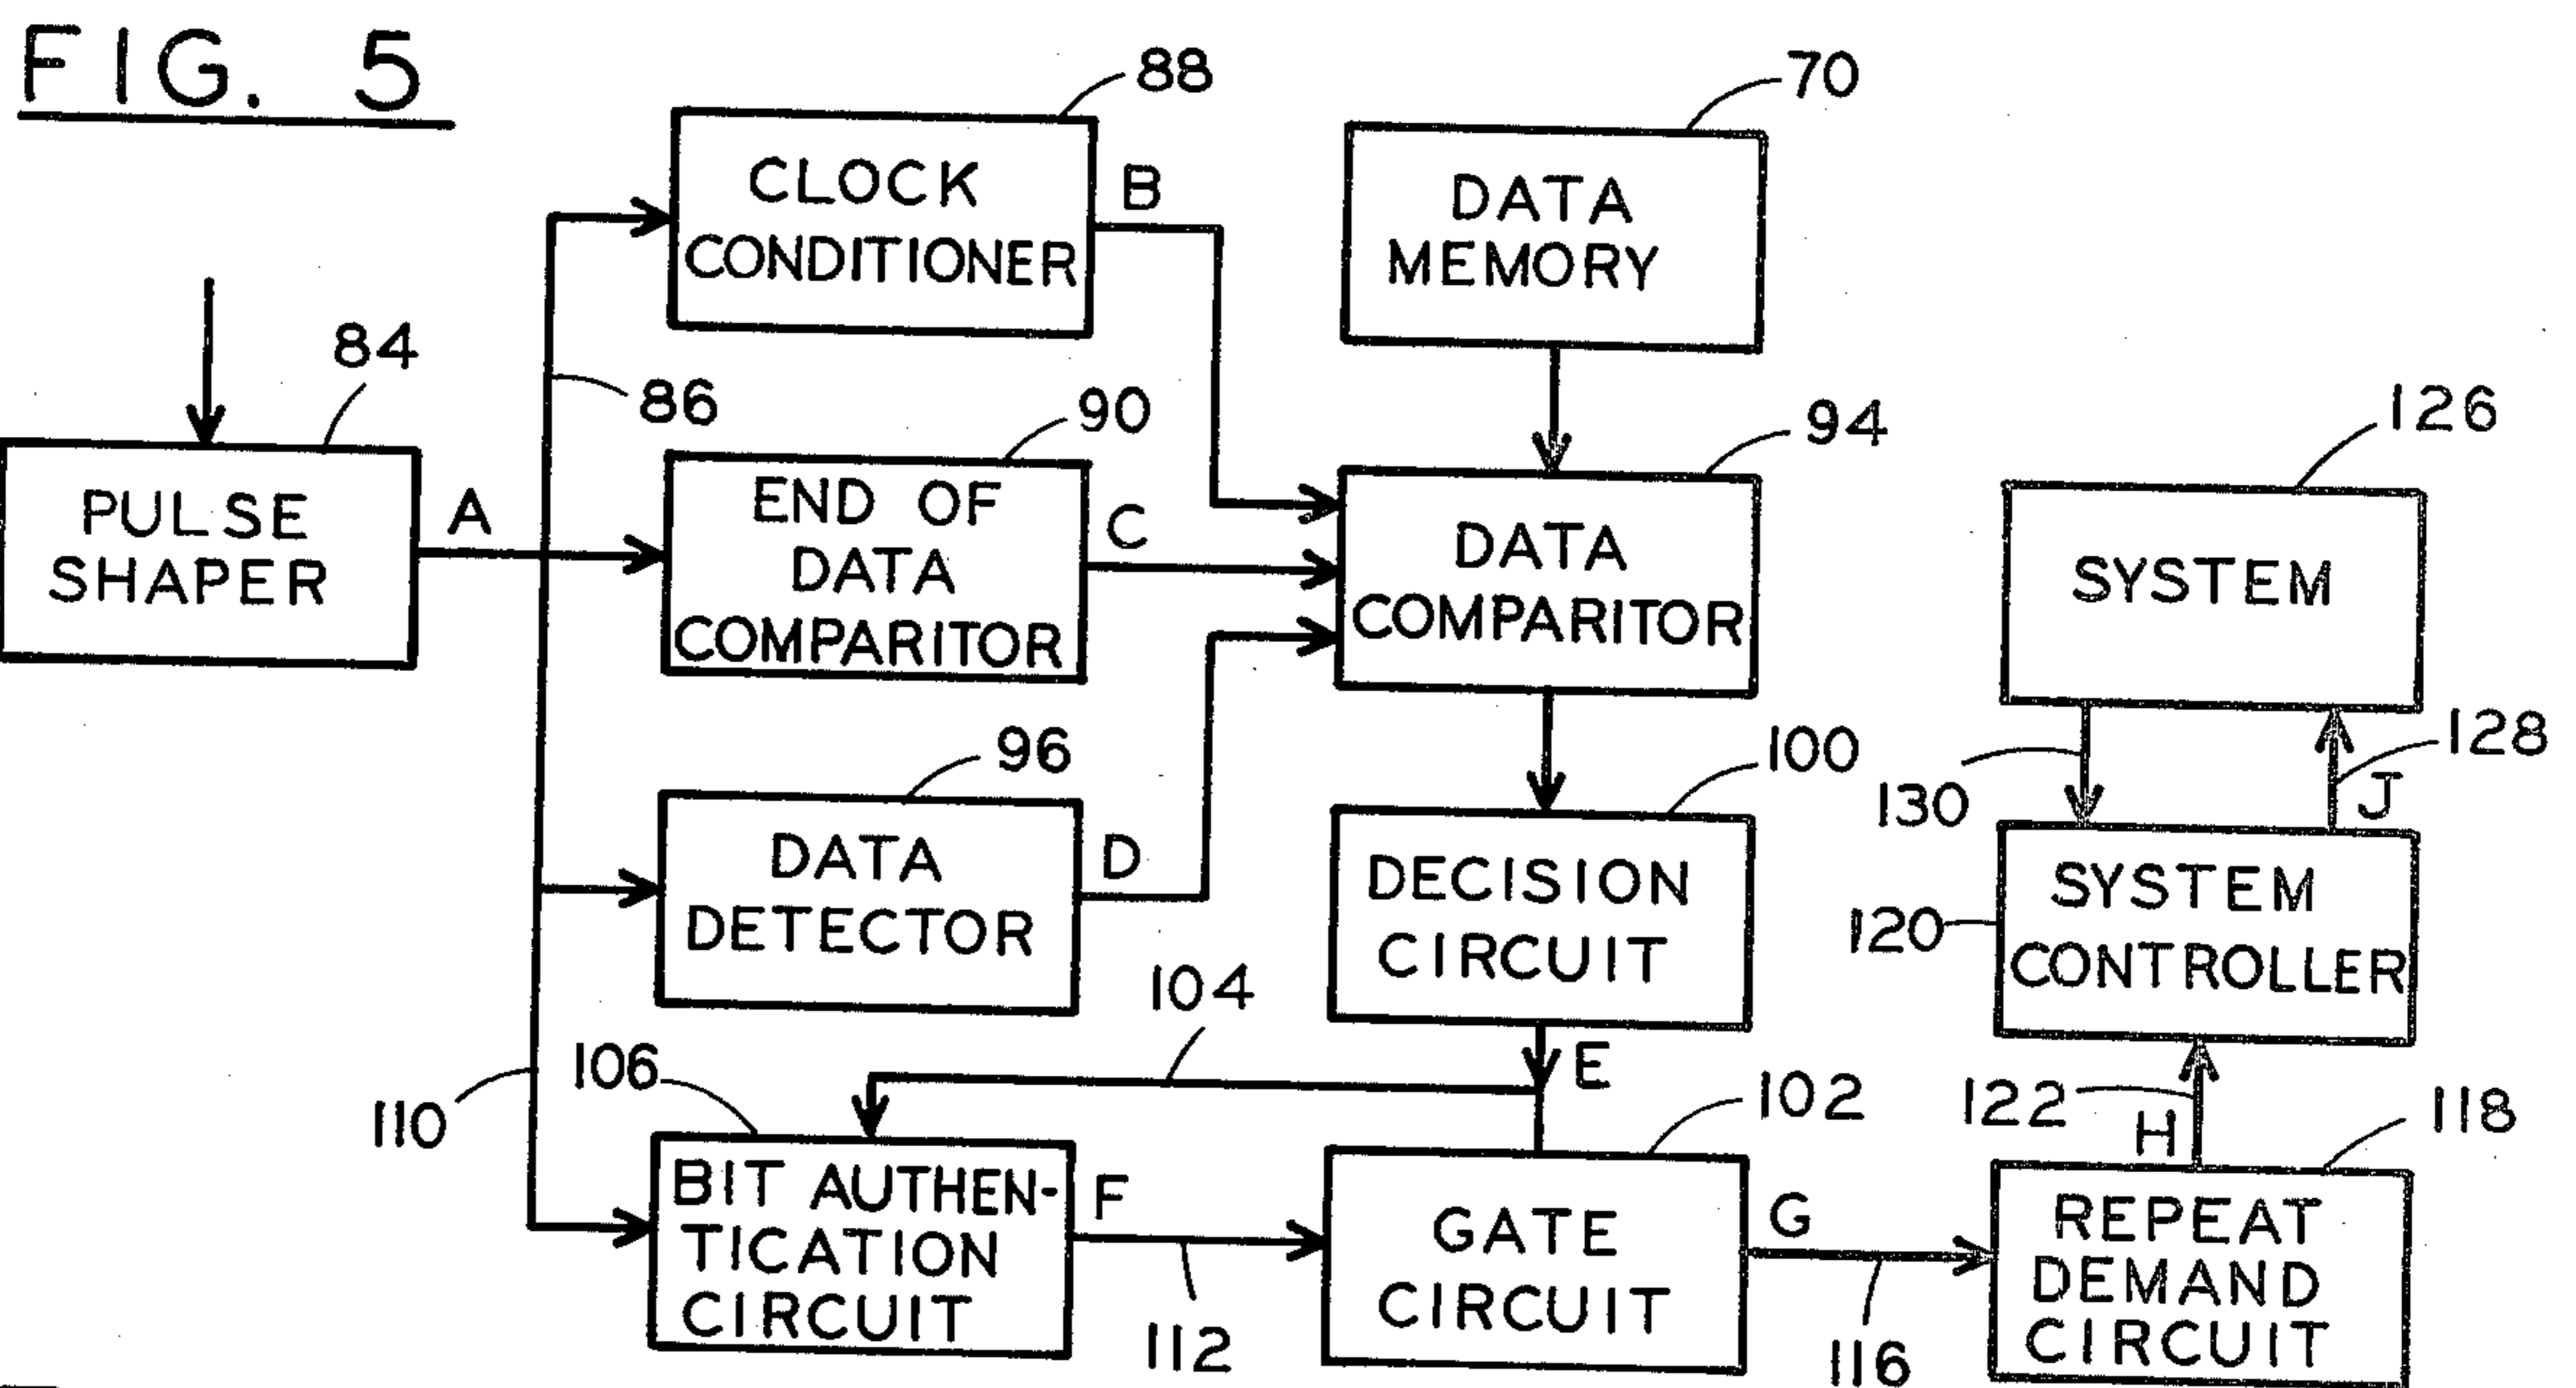 FIG. 5
88
70
CLOCK
CONDITIONER
B
DATA
MEMORY
84
86
90
94
126
PULSE
SHAPER
A
END OF
DATA
COMPARITOR
C
DATA
COMPARITOR
SYSTEM
96
100
130
128
J
DATA
DETECTOR
D
DECISION
CIRCUIT
120
SYSTEM
CONTROLLER
104
110
106
E
102
122
H
118
BIT AUTHEN-
TICATION
CIRCUIT
F
112
GATE
CIRCUIT
G
116
REPEAT
DEMAND
CIRCUIT